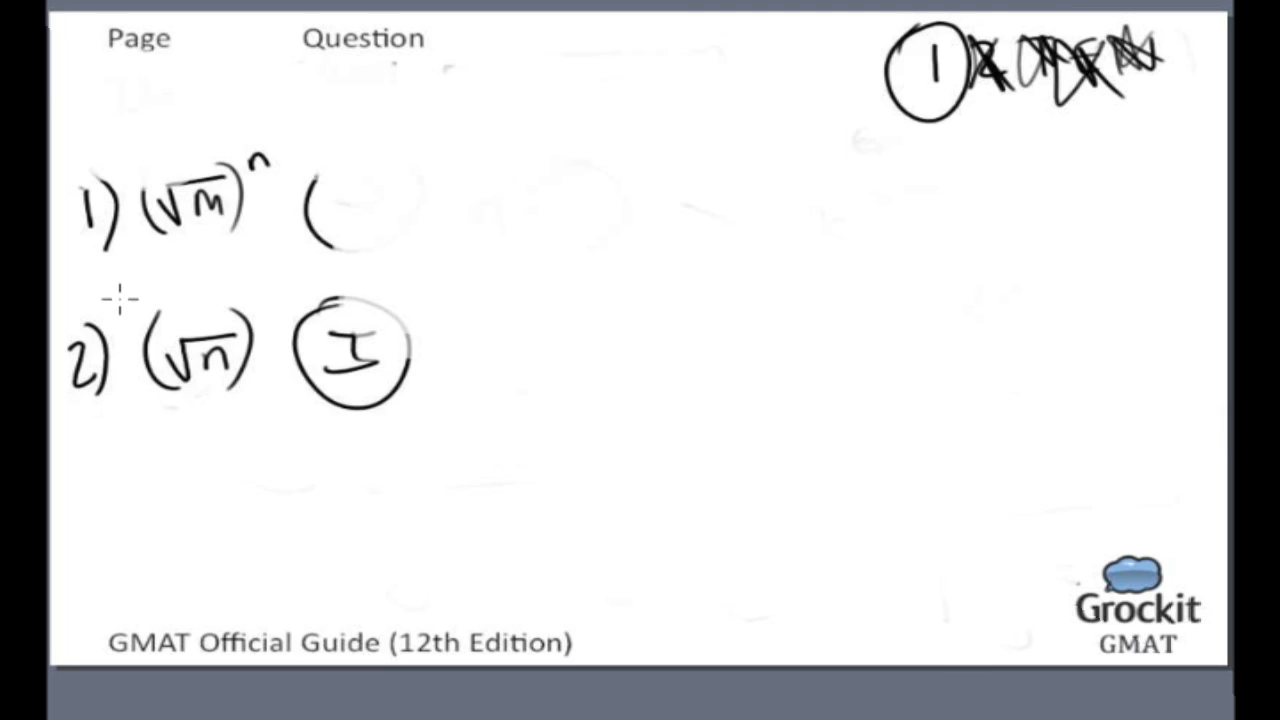 Page Question
1
1) (√m)^n (
2) (√n) I
GMAT Official Guide (12th Edition)
Grockit
GMAT